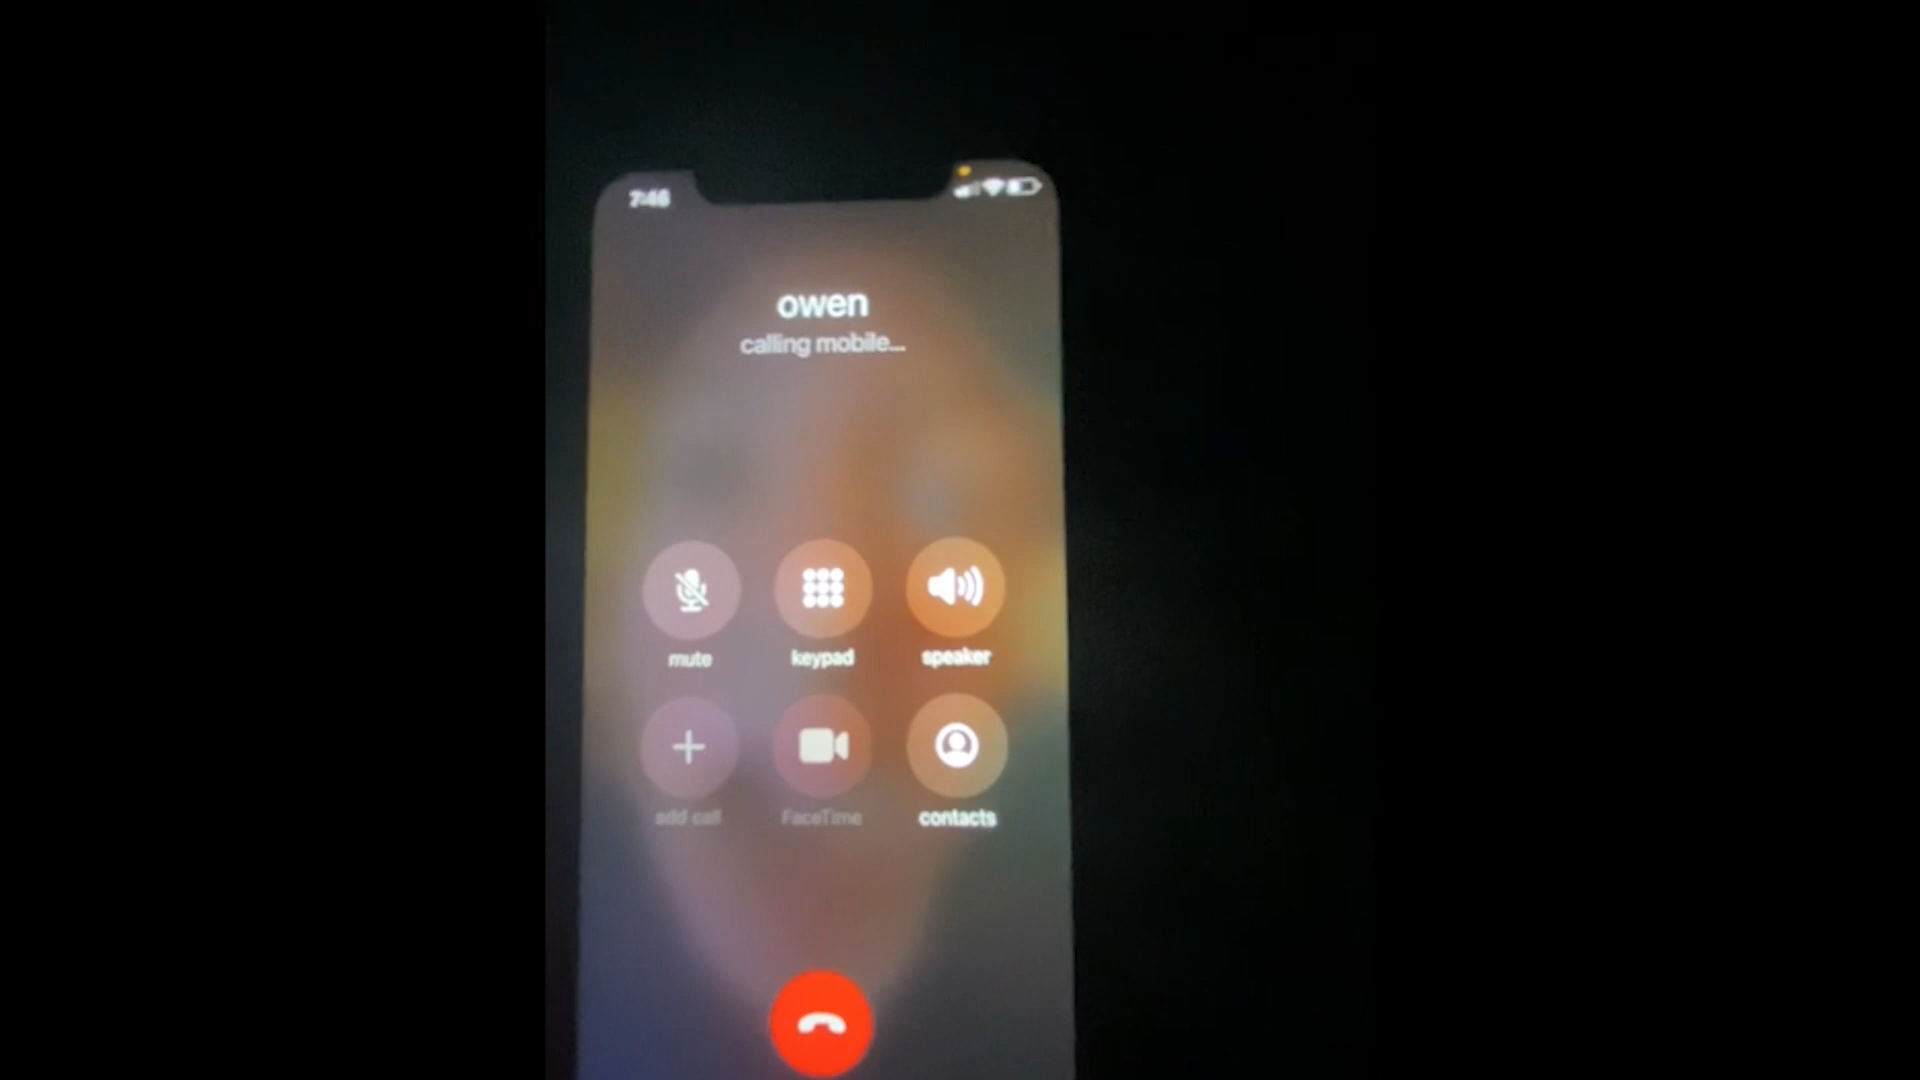 7:46
owen
calling mobile...
mute keypad speaker
add call FaceTime contacts